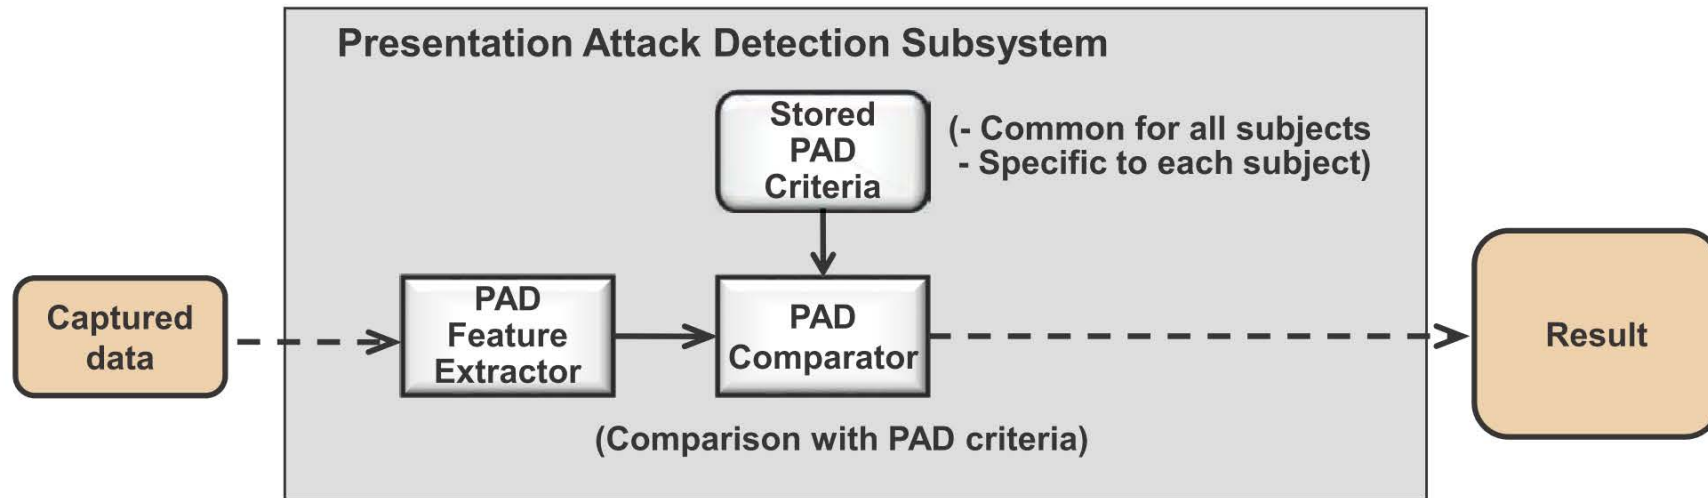 Presentation Attack Detection Subsystem
Stored
PAD
Criteria
(- Common for all subjects
- Specific to each subject)
Captured
data
PAD
Feature
Extractor
PAD
Comparator
Result
(Comparison with PAD criteria)